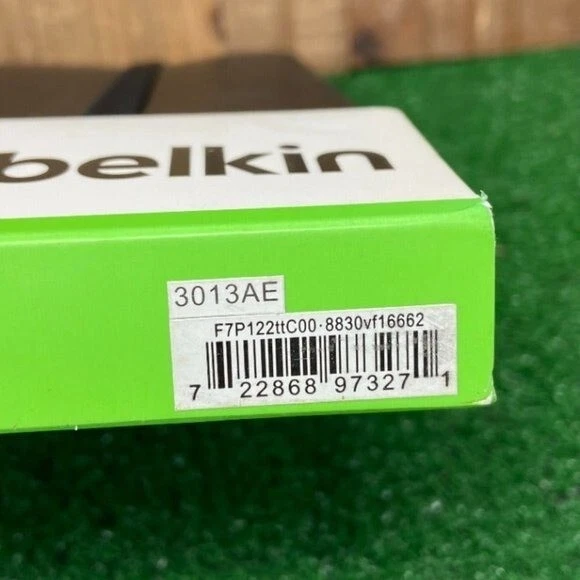 belkin
3013AE
F7P122ttC00-8830vf16662
7 22868 97327 1